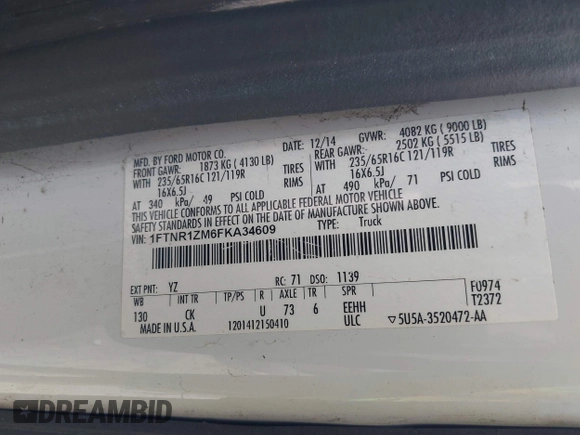 MFD. BY FORD MOTOR CO. DATE: 12/14 GVWR: 4082 KG ( 9000 LB)
FRONT GAWR: 1873 KG ( 4130 LB) REAR GAWR: 2502 KG ( 5515 LB)
WITH 235/65R16C 121/119R TIRES WITH 235/65R16C 121/119R TIRES
16X6.5J RIMS 16X6.5J RIMS
AT 340 kPa/ 49 PSI COLD AT 490 kPa/ 71 PSI COLD
THIS VEHICLE CONFORMS TO ALL APPLICABLE FEDERAL MOTOR VEHICLE
SAFETY STANDARDS IN EFFECT ON THE DATE OF MANUFACTURE SHOWN ABOVE.
VIN: 1FTNR1ZM6FKA34609 TYPE: Truck
EXT PNT: YZ RC: 71 DSO: 1139
WB INT TR TP/PS R AXLE TR SPR F0974
130 CK U 73 6 EEHH T2372
MADE IN U.S.A. 1201412150410 ULC ▽5U5A-3520472-AA
DREAMBID